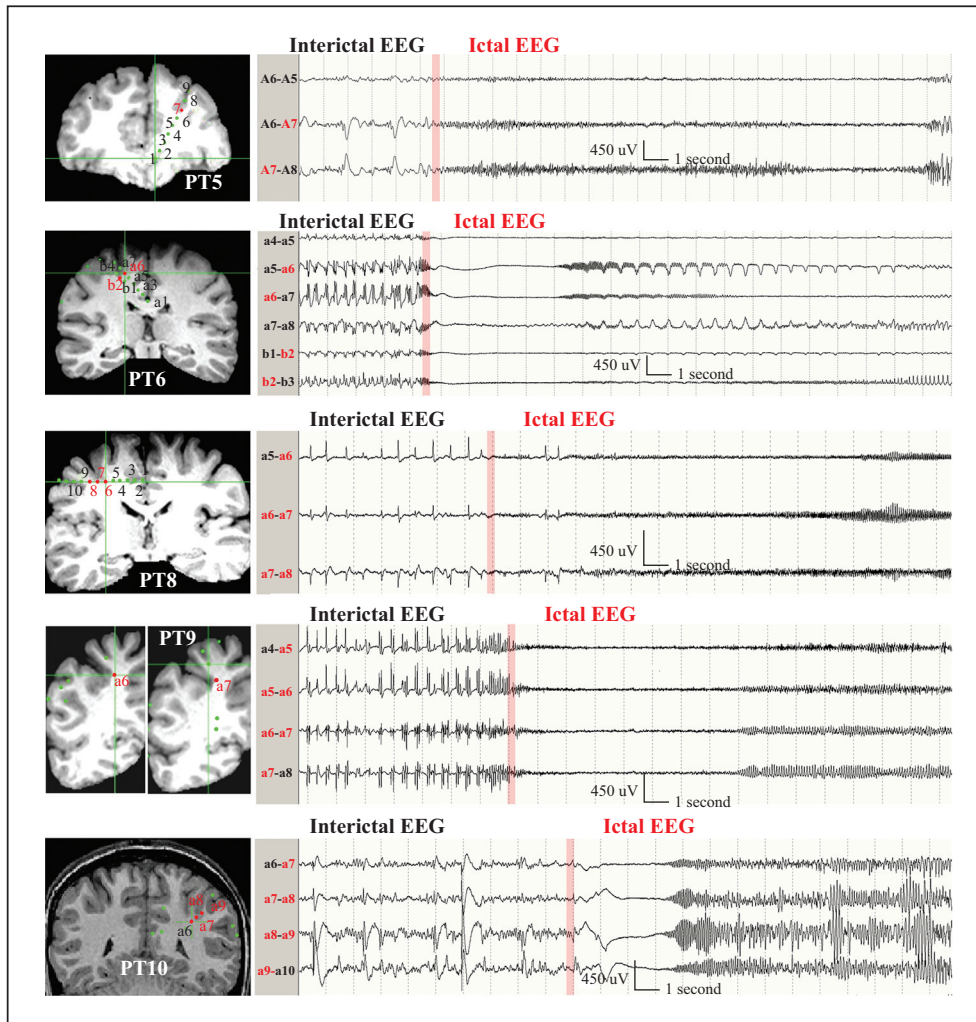 Interictal EEG Ictal EEG
9
8
7
6
5
4
3
2
1
PT5
A6-A5
A6-A7
A7-A8
450 uV
1 second
Interictal EEG Ictal EEG
b4
a7
a6
a5
b2
b1
a3
a1
PT6
a4-a5
a5-a6
a6-a7
a7-a8
b1-b2
b2-b3
450 uV
1 second
Interictal EEG Ictal EEG
9 7 5 3 1
10 8 6 4 2
PT8
a5-a6
a6-a7
a7-a8
450 uV
1 second
Interictal EEG Ictal EEG
PT9
a6
a7
a4-a5
a5-a6
a6-a7
a7-a8
450 uV
1 second
Interictal EEG Ictal EEG
a8 a9
a6 a7
PT10
a6-a7
a7-a8
a8-a9
a9-a10
450 uV
1 second